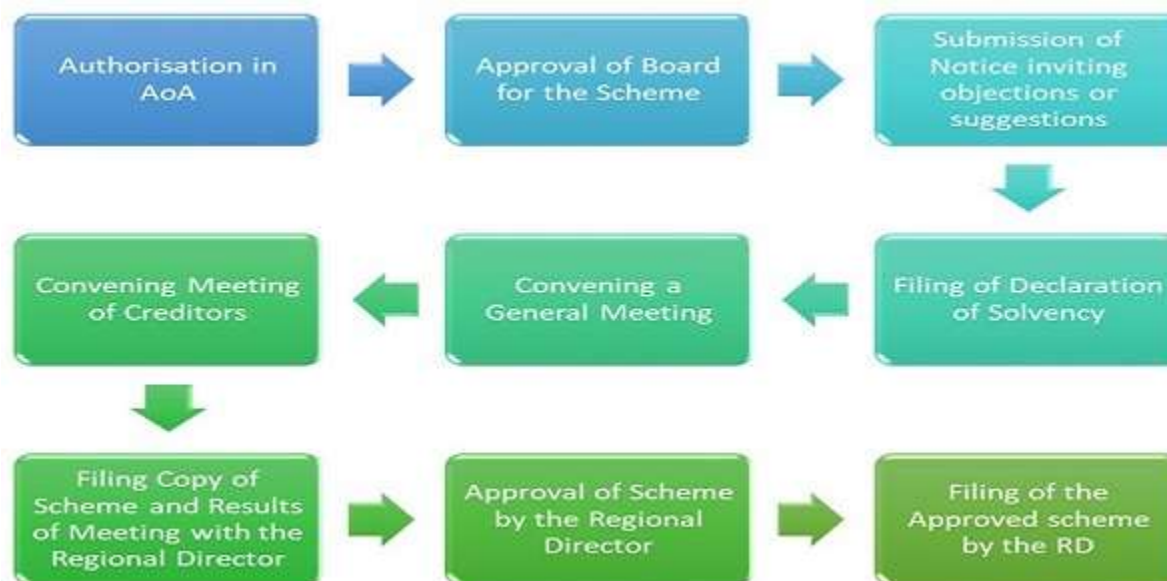 Authorisation in
AoA
Approval of Board
for the Scheme
Submission of
Notice inviting
objections or
suggestions
Filing of Declaration
of Solvency
Convening a
General Meeting
Convening Meeting
of Creditors
Filing Copy of
Scheme and Results
of Meeting with the
Regional Director
Approval of Scheme
by the Regional
Director
Filing of the
Approved scheme
by the RD